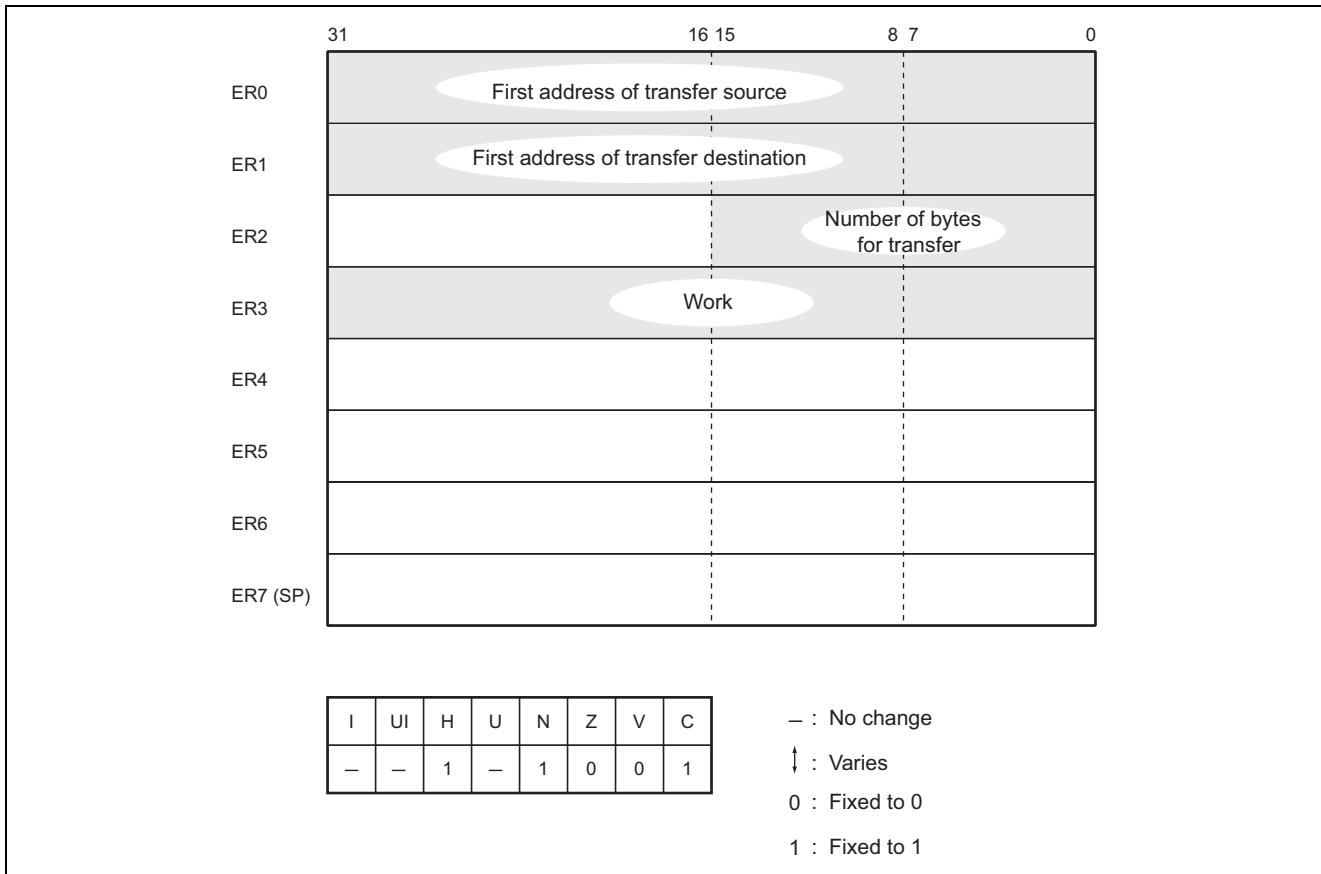 31 16 15 8 7 0
ER0 First address of transfer source
ER1 First address of transfer destination
ER2 Number of bytes
for transfer
ER3 Work
ER4
ER5
ER6
ER7 (SP)
I UI H U N Z V C
– – 1 – 1 0 0 1
– : No change
↕ : Varies
0 : Fixed to 0
1 : Fixed to 1